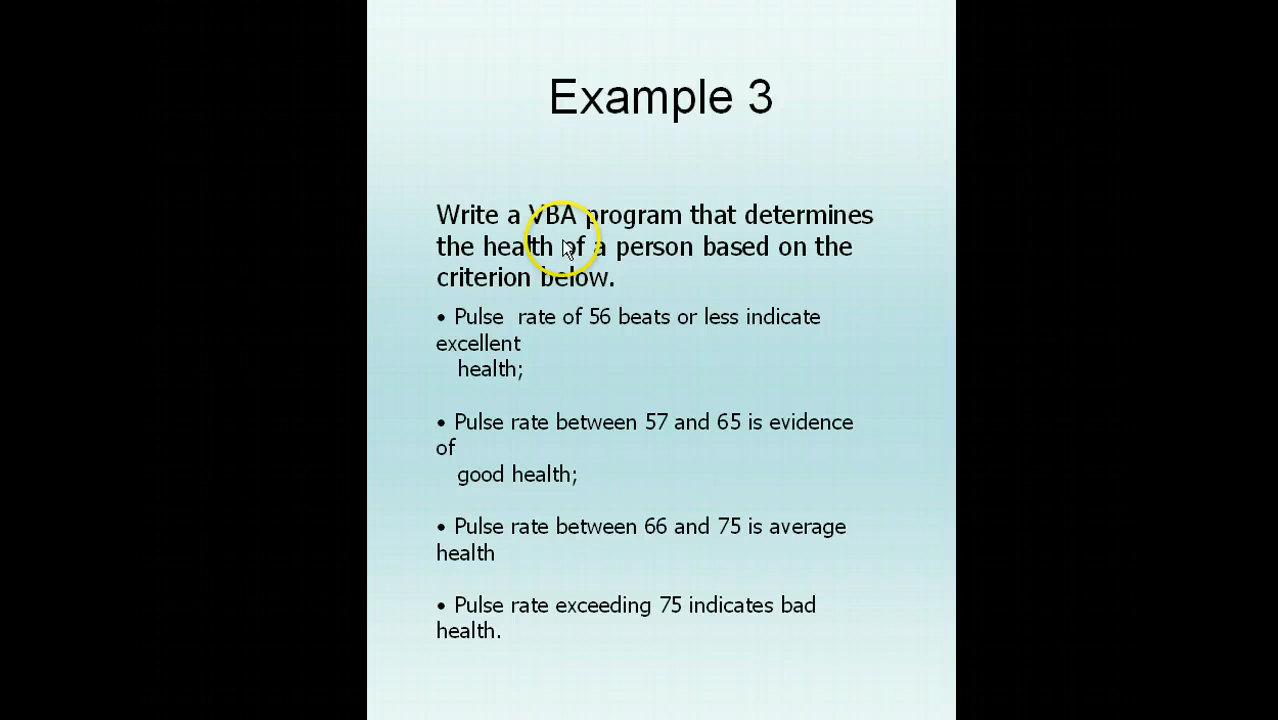 Example 3
Write a VBA program that determines
the health of a person based on the
criterion below.
• Pulse  rate of 56 beats or less indicate
excellent
health;
• Pulse rate between 57 and 65 is evidence
of
good health;
• Pulse rate between 66 and 75 is average
health
• Pulse rate exceeding 75 indicates bad
health.